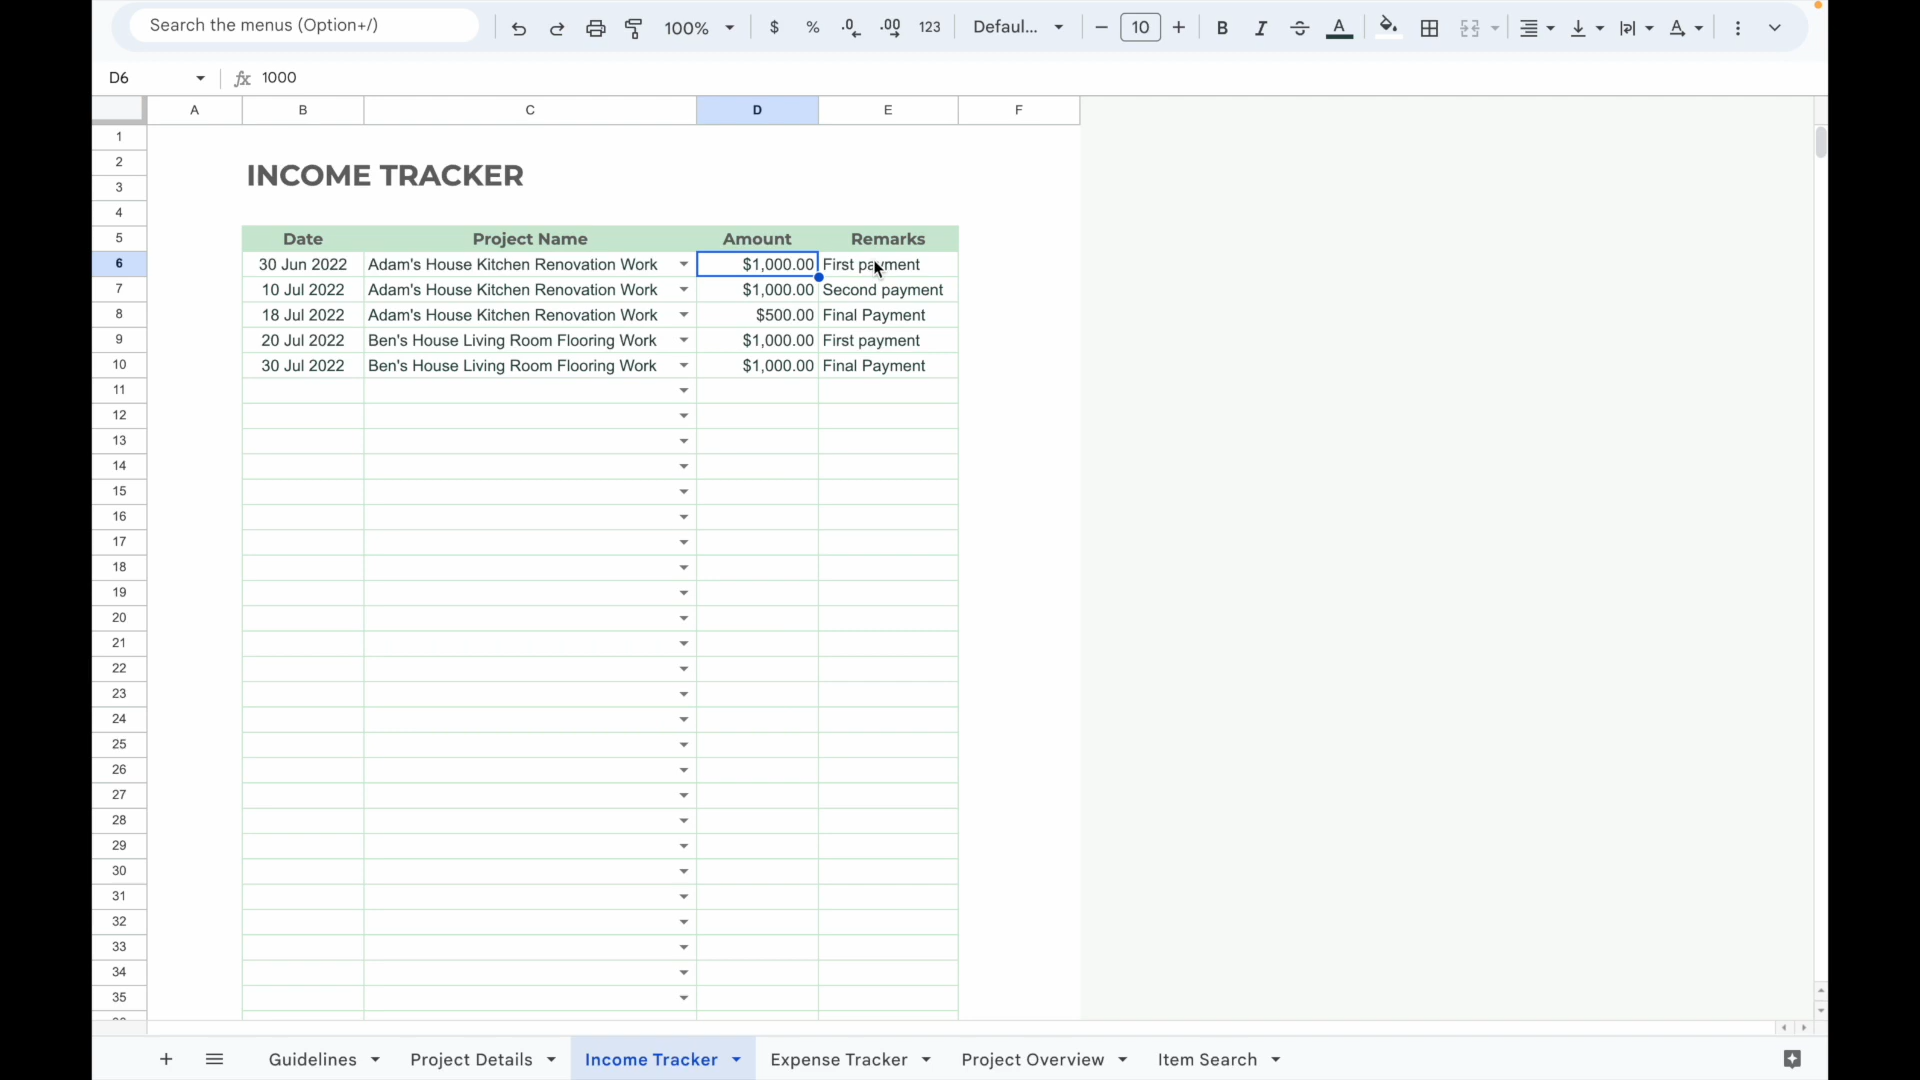 Search the menus (Option+/) 100% $ % .0 .00 123 Defaul... 10 B I S A
D6 fx 1000
A B C D E F
1
2
INCOME TRACKER
3
4
5 Date Project Name Amount Remarks
6 30 Jun 2022 Adam's House Kitchen Renovation Work $1,000.00 First payment
7 10 Jul 2022 Adam's House Kitchen Renovation Work $1,000.00 Second payment
8 18 Jul 2022 Adam's House Kitchen Renovation Work $500.00 Final Payment
9 20 Jul 2022 Ben's House Living Room Flooring Work $1,000.00 First payment
10 30 Jul 2022 Ben's House Living Room Flooring Work $1,000.00 Final Payment
11
12
13
14
15
16
17
18
19
20
21
22
23
24
25
26
27
28
29
30
31
32
33
34
35
Guidelines Project Details Income Tracker Expense Tracker Project Overview Item Search